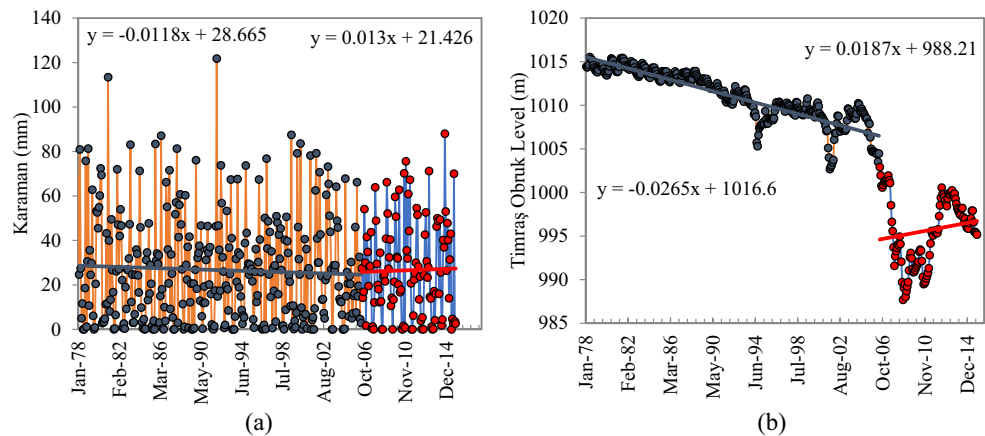 (a)
y = -0.0118x + 28.665
y = 0.013x + 21.426
Karaman (mm)
140
120
100
80
60
40
20
0
Jan-78
Feb-82
Mar-86
May-90
Jun-94
Jul-98
Aug-02
Oct-06
Nov-10
Dec-14
(a)
(b)
y = 0.0187x + 988.21
y = -0.0265x + 1016.6
Timraş Obruk Level (m)
1020
1015
1010
1005
1000
995
990
985
Jan-78
Feb-82
Mar-86
May-90
Jun-94
Jul-98
Aug-02
Oct-06
Nov-10
Dec-14
(b)